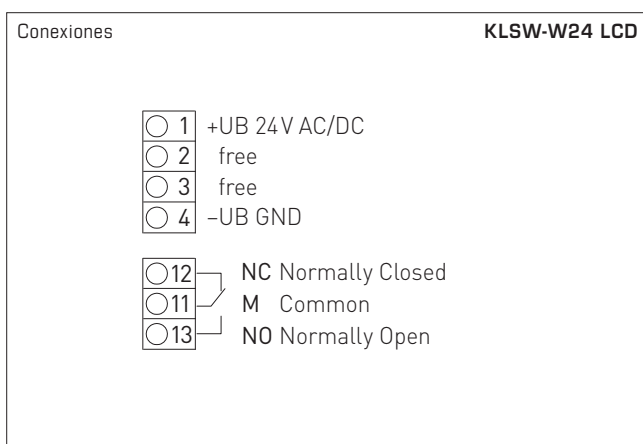 Conexiones KLSW-W24 LCD
1 +UB 24V AC/DC
2 free
3 free
4 –UB GND
12 NC Normally Closed
11 M Common
13 NO Normally Open